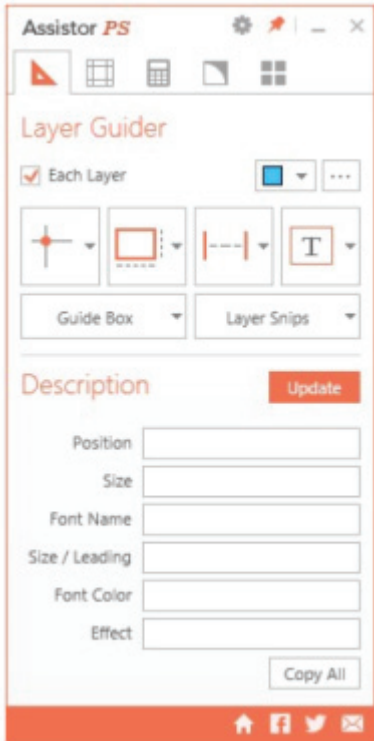 Assistor PS
Layer Guider
Each Layer
T
Guide Box Layer Snips
Description Update
Position
Size
Font Name
Size / Leading
Font Color
Effect
Copy All